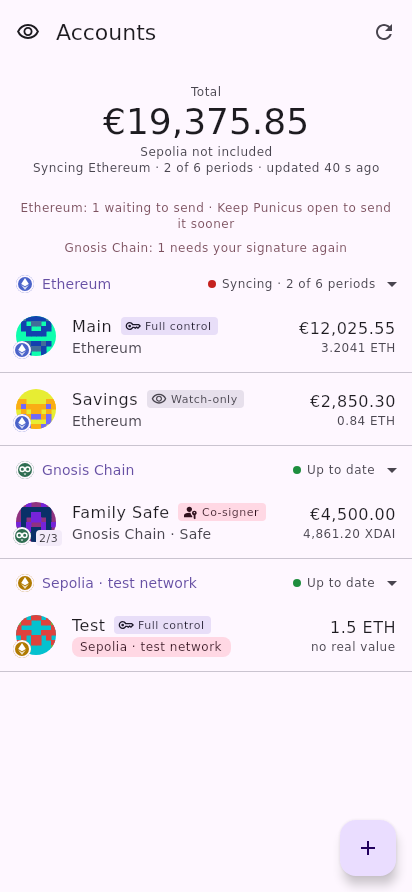 Accounts
Total
€19,375.85
Sepolia not included
Syncing Ethereum · 2 of 6 periods · updated 40 s ago
Ethereum: 1 waiting to send · Keep Punicus open to send
it sooner
Gnosis Chain: 1 needs your signature again
Ethereum
Syncing · 2 of 6 periods
Main
Full control
€12,025.55
Ethereum
3.2041 ETH
Savings
Watch-only
€2,850.30
Ethereum
0.84 ETH
Gnosis Chain
Up to date
Family Safe
Co-signer
€4,500.00
2/3
Gnosis Chain · Safe
4,861.20 XDAI
Sepolia · test network
Up to date
Test
Full control
1.5 ETH
Sepolia · test network
no real value